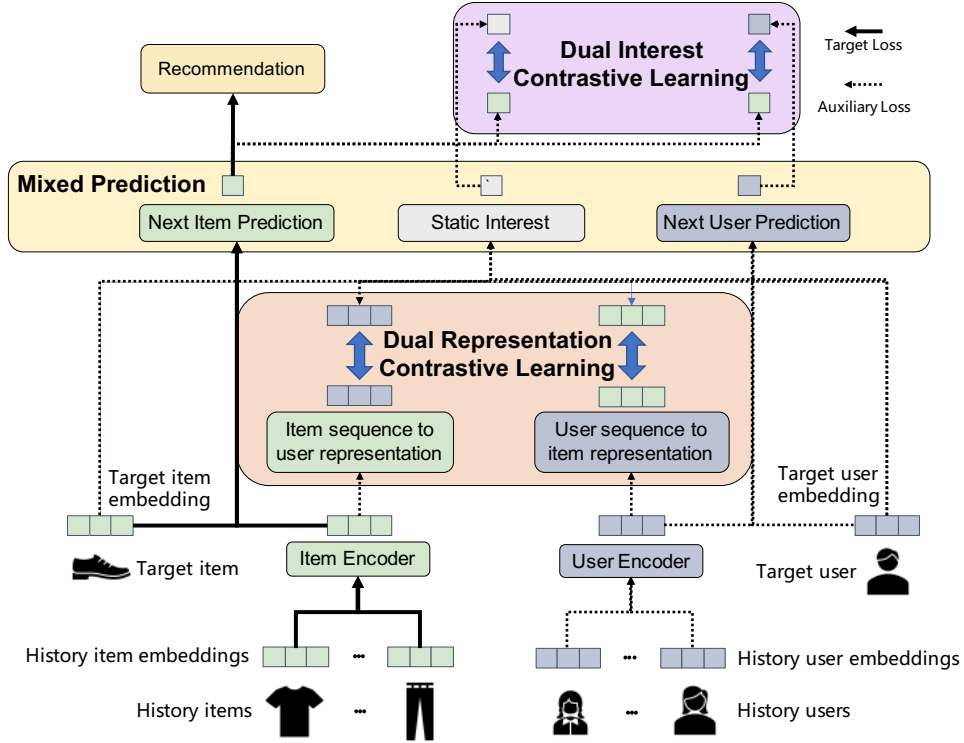 Dual Interest
Contrastive Learning
Target Loss
Auxiliary Loss
Recommendation
Mixed Prediction
Next Item Prediction
Static Interest
Next User Prediction
Dual Representation
Contrastive Learning
Item sequence to
user representation
User sequence to
item representation
Target item
embedding
Target user
embedding
Target item
Item Encoder
User Encoder
Target user
History item embeddings
...
...
History user embeddings
History items
...
...
History users